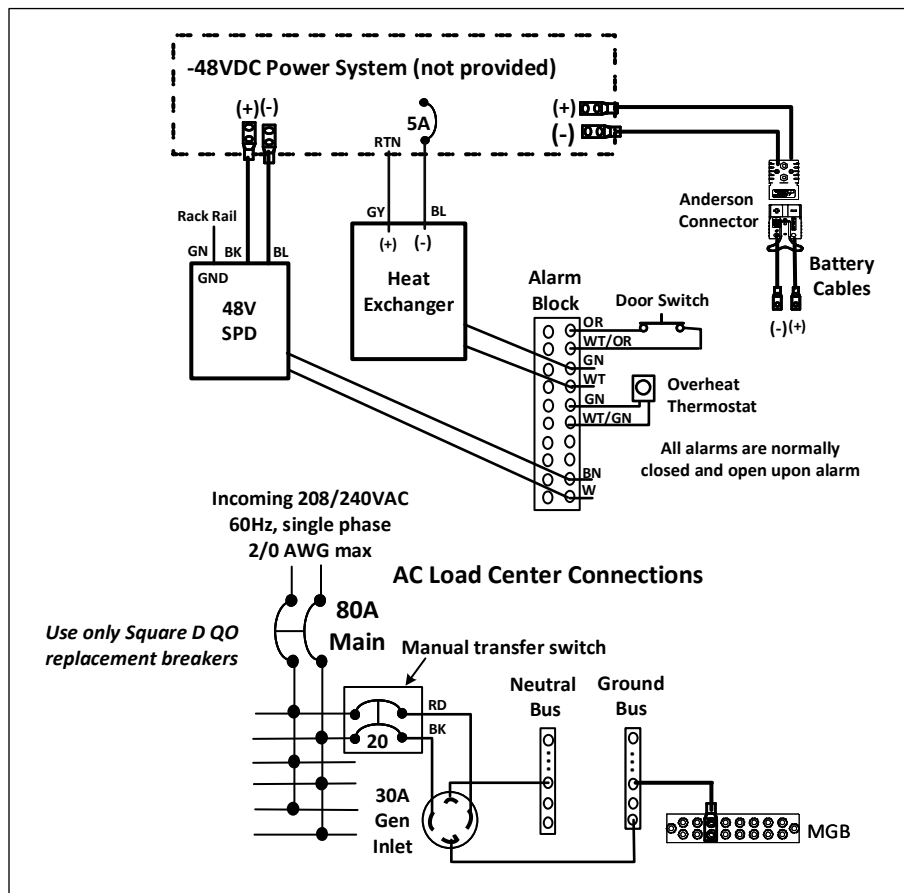 -48VDC Power System (not provided)
(+) (-)
5A
(+)
(-)
RTN
GY
BL
Rack Rail
GN
BK
BL
(+)
(-)
Heat
Exchanger
GND
48V
SPD
Anderson
Connector
Battery
Cables
(-) (+)
Alarm
Block
Door Switch
OR
WT/OR
GN
WT
GN
WT/GN
BN
W
Overheat
Thermostat
All alarms are normally
closed and open upon alarm
Incoming 208/240VAC
60Hz, single phase
2/0 AWG max
AC Load Center Connections
80A
Main
Use only Square D QO
replacement breakers
Manual transfer switch
RD
BK
20
Neutral
Bus
Ground
Bus
30A
Gen
Inlet
MGB